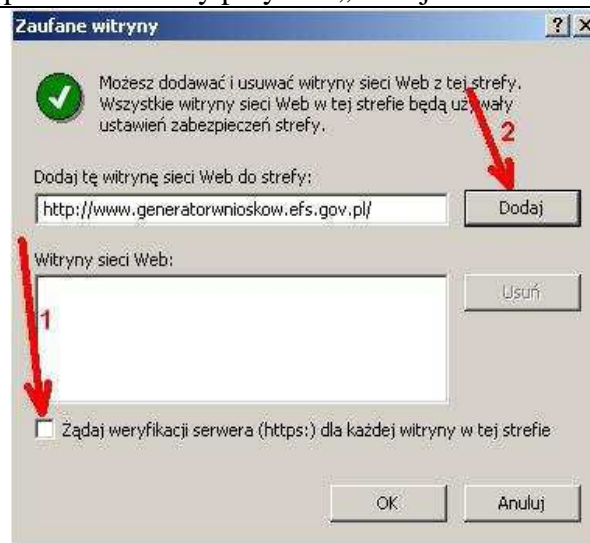 Zaufane witryny
Możesz dodawać i usuwać witryny sieci Web z tej strefy.
Wszystkie witryny sieci Web w tej strefie będą używały
ustawień zabezpieczeń strefy.
2
Dodaj tę witrynę sieci Web do strefy:
http://www.generatorwnioskow.efs.gov.pl/ Dodaj
Witryny sieci Web:
Usuń
1
Żądaj weryfikacji serwera (https:) dla każdej witryny w tej strefie
OK Anuluj